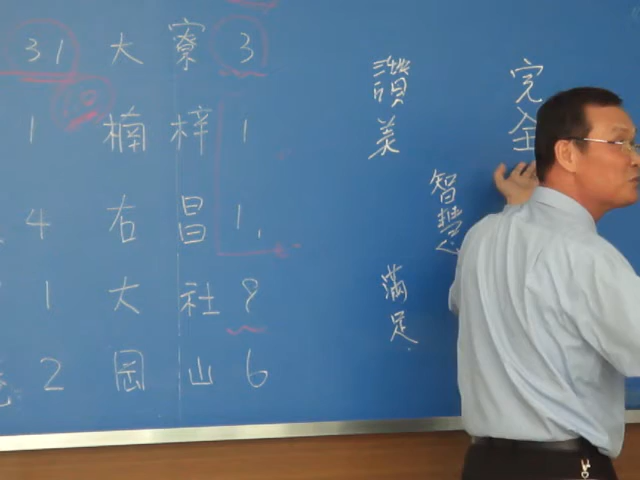 完全
智慧
讚美
滿足
31 大寮 3
1 楠梓 1
4 右昌 1
1 大社 8
2 岡山 6